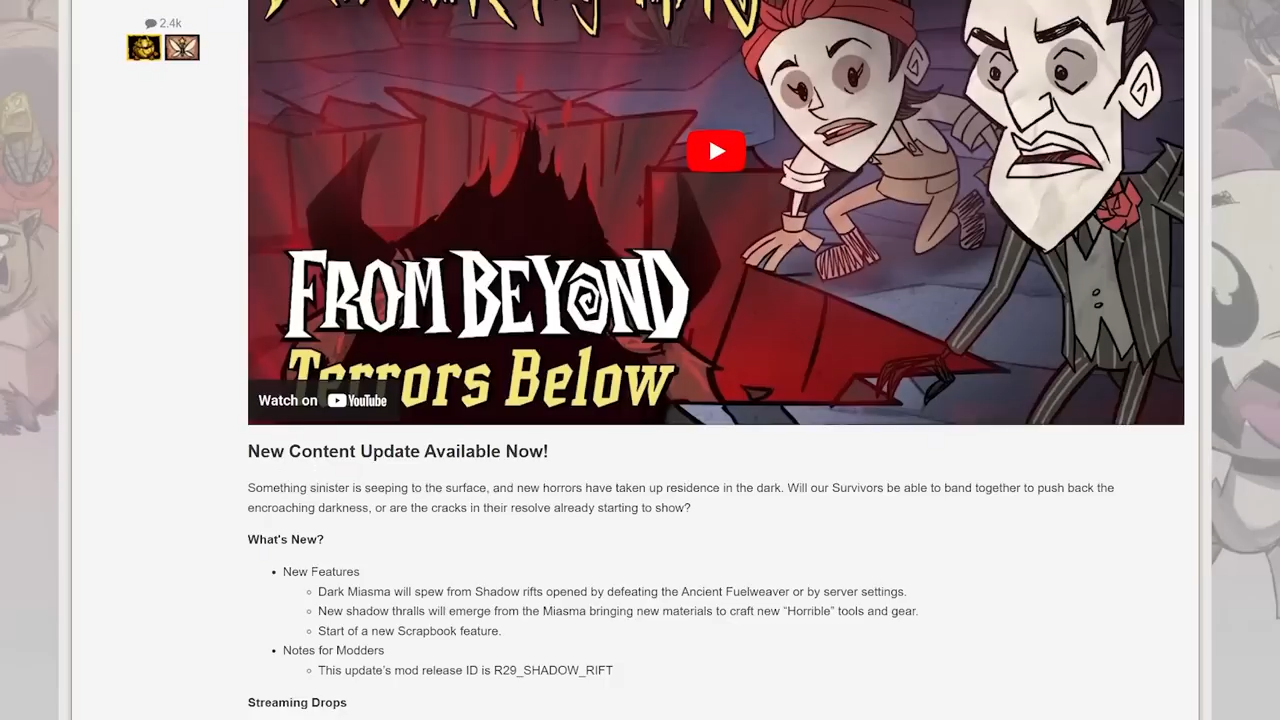 2.4k
FROM BEYOND
Terrors Below
Watch on YouTube
New Content Update Available Now!
Something sinister is seeping to the surface, and new horrors have taken up residence in the dark. Will our Survivors be able to band together to push back the
encroaching darkness, or are the cracks in their resolve already starting to show?
What's New?
• New Features
○ Dark Miasma will spew from Shadow rifts opened by defeating the Ancient Fuelweaver or by server settings.
○ New shadow thralls will emerge from the Miasma bringing new materials to craft new “Horrible” tools and gear.
○ Start of a new Scrapbook feature.
• Notes for Modders
○ This update’s mod release ID is R29_SHADOW_RIFT
Streaming Drops